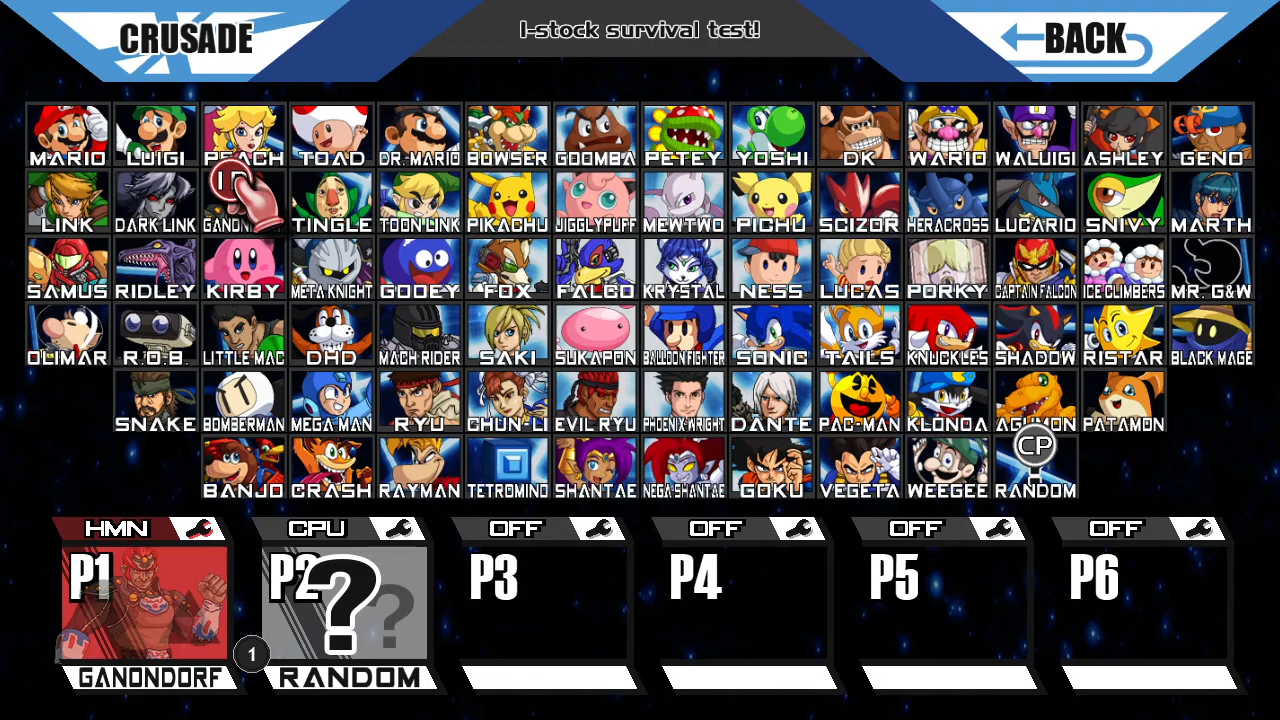 CRUSADE
1-stock survival test!
BACK
MARIO LUIGI PEACH TOAD DR. MARIO BOWSER GOOMBA PETEY YOSHI DK WARIO WALUIGI ASHLEY GENO
LINK DARK LINK GANON TINGLE TOON LINK PIKACHU JIGGLYPUFF MEWTWO PICHU SCIZOR HERACROSS LUCARIO SNIVY MARTH
SAMUS RIDLEY KIRBY META KNIGHT GOOEY FOX FALCO KRYSTAL NESS LUCAS PORKY CAPTAIN FALCON ICE CLIMBERS MR. G&W
OLIMAR R.O.B. LITTLE MAC DHD MACH RIDER SAKI SUKAPON BALLOON FIGHTER SONIC TAILS KNUCKLES SHADOW RISTAR BLACK MAGE
SNAKE BOMBERMAN MEGA MAN RYU CHUN-LI EVIL RYU PHOENIX WRIGHT DANTE PAC-MAN KLONOA AGUMON PATAMON
CP
BANJO CRASH RAYMAN TETROMINO SHANTAE NEGA SHANTAE GOKU VEGETA WEEGEE RANDOM
HMN CPU OFF OFF OFF OFF
P1 P2 P3 P4 P5 P6
? ?
1
GANONDORF RANDOM